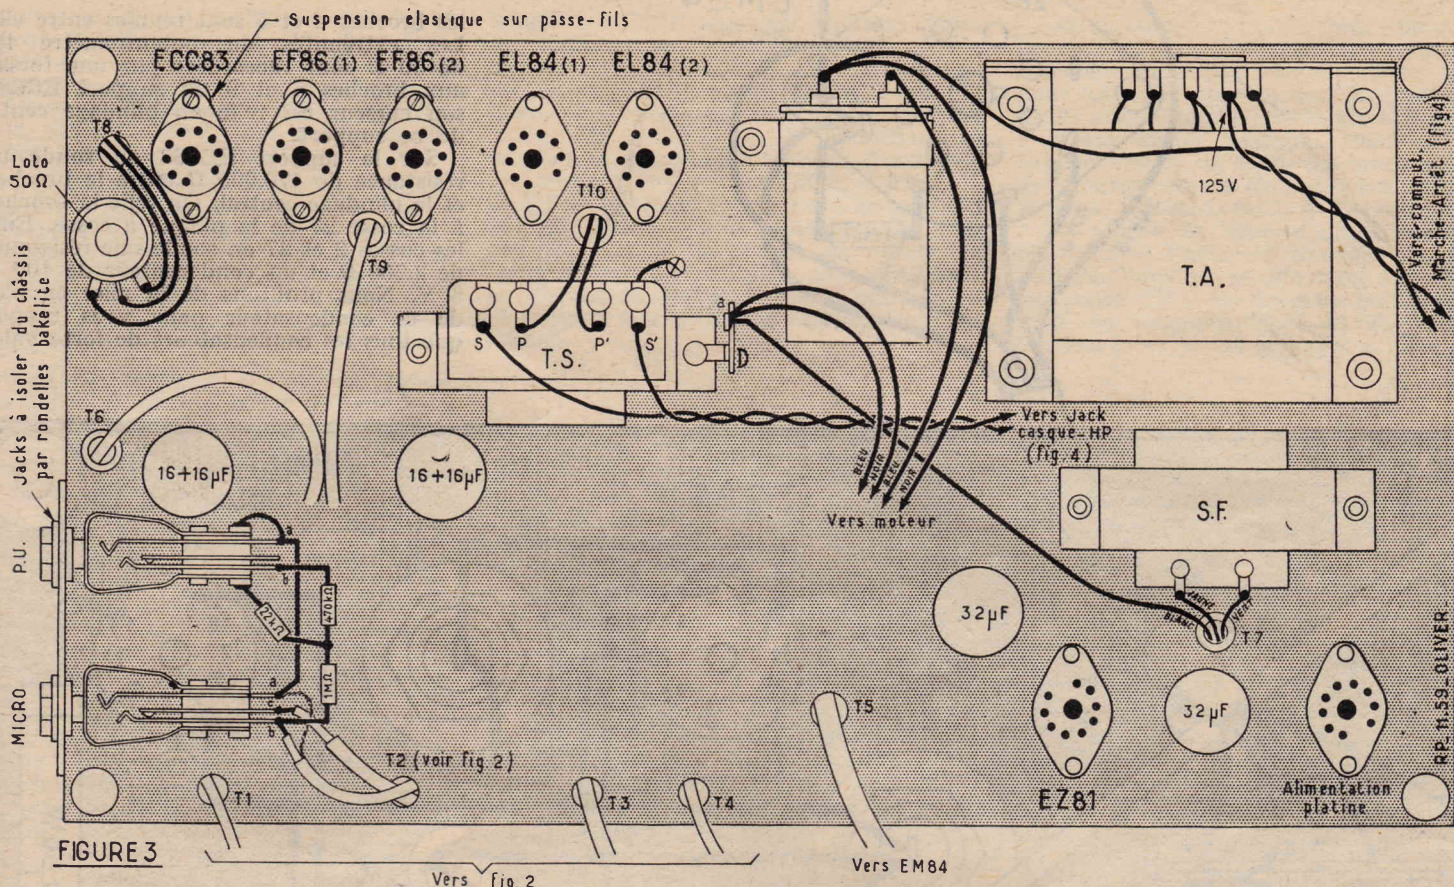 Suspension élastique sur passe-fils
ECC83
EF86 (1)
EF86 (2)
EL84 (1)
EL84 (2)
T8
Loto
50Ω
T9
T10
125V
T.A.
Vers commut.
Marche-Arrêt (fig4)
Jacks à isoler du châssis
par rondelles bakélite
S
P
P'
S'
T.S.
a
D
T6
16+16µF
16+16µF
Vers Jack
casque-HP
(fig 4)
BLEU
NOIR
BLEU
NOIR
Vers moteur
S.F.
JAUNE
BLANC
VERT
T7
P.U.
a
b
22kΩ
470kΩ
1MΩ
32µF
MICRO
a
c
b
T2 (voir fig 2)
T1
T3
T4
T5
32µF
EZ81
Alimentation
platine
RP_11_59_OLIVER
FIGURE 3
Vers fig 2
Vers EM84